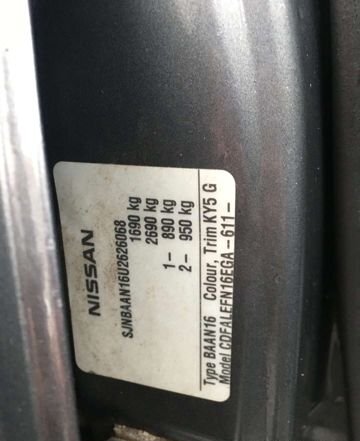 NISSAN
SJNBAAN16U2626068
1690 kg
2690 kg
1- 890 kg
2- 950 kg
Type BAAN16 Colour, Trim KY5 G
Model CDFALEFN16EGA -611-